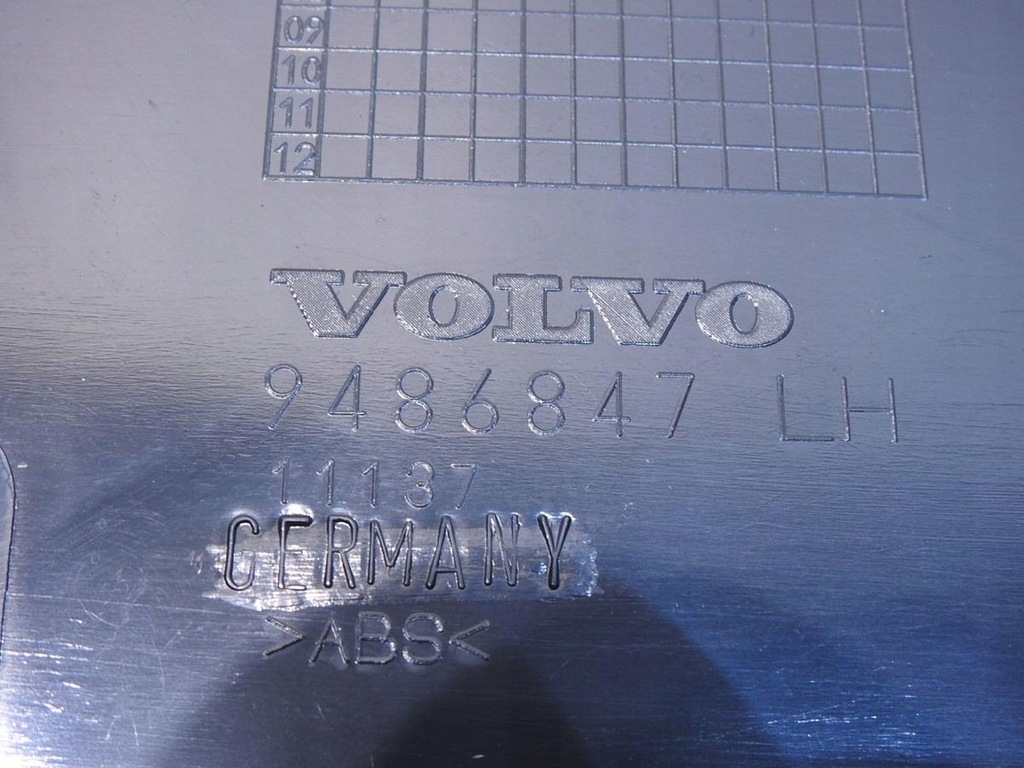 09
10
11
12
VOLVO
9486847 LH
11137
GERMANY
>ABS<